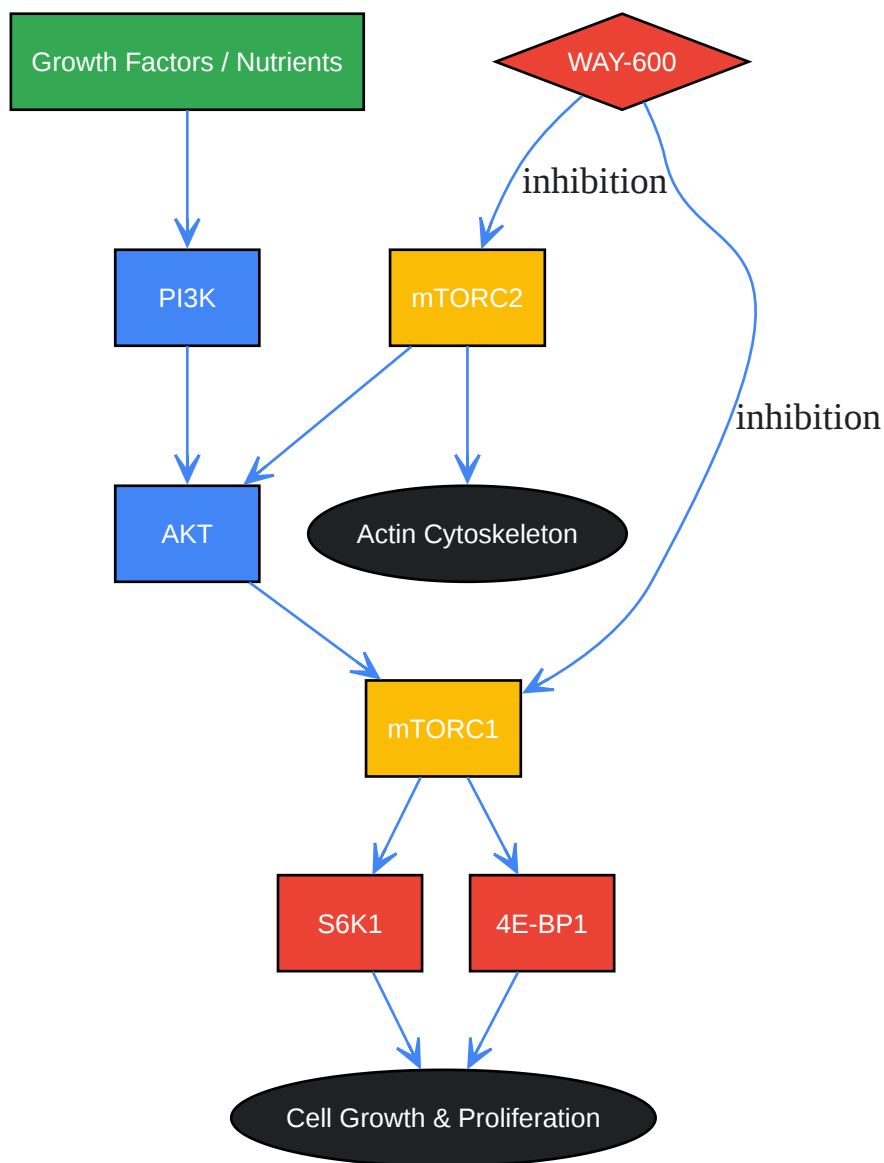 Growth Factors / Nutrients
WAY-600
inhibition
PI3K
mTORC2
inhibition
AKT
Actin Cytoskeleton
mTORC1
S6K1
4E-BP1
Cell Growth & Proliferation